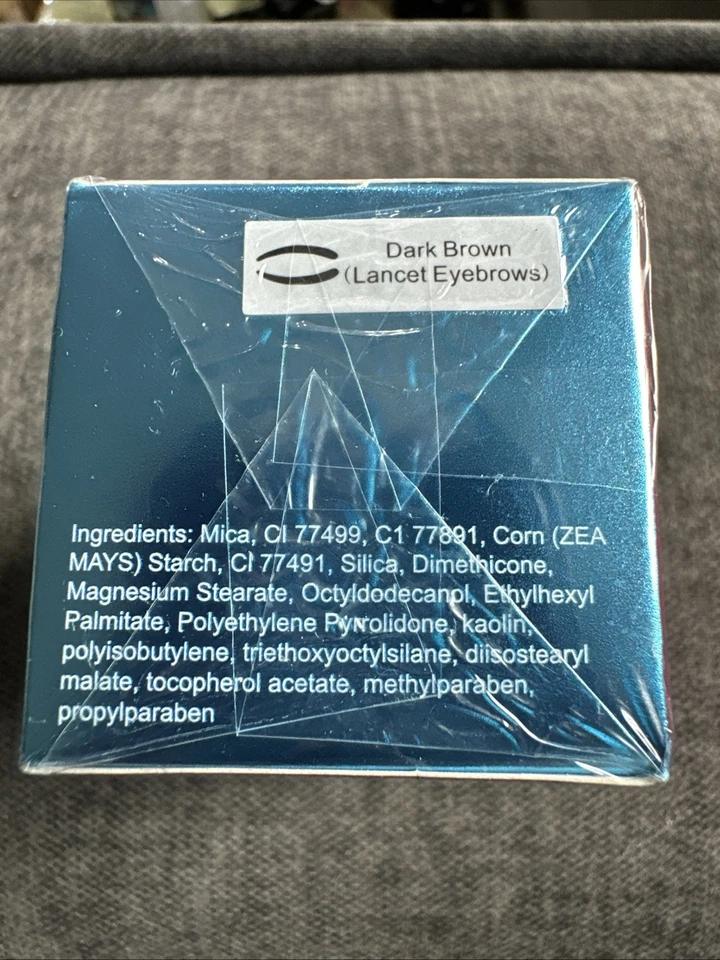 Dark Brown
(Lancet Eyebrows)
Ingredients: Mica, CI 77499, C1 77891, Corn (ZEA
MAYS) Starch, CI 77491, Silica, Dimethicone,
Magnesium Stearate, Octyldodecanol, Ethylhexyl
Palmitate, Polyethylene Pyrrolidone, kaolin,
polyisobutylene, triethoxyoctylsilane, diisostearyl
malate, tocopherol acetate, methylparaben,
propylparaben